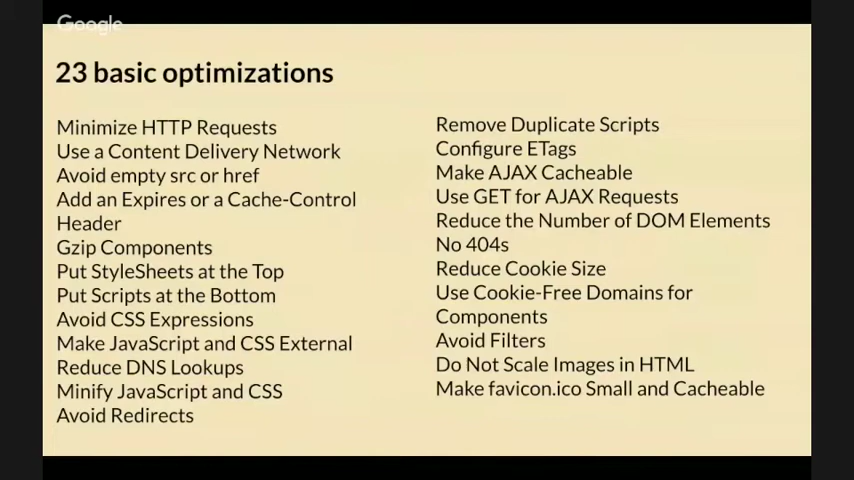 Google
23 basic optimizations
Minimize HTTP Requests
Use a Content Delivery Network
Avoid empty src or href
Add an Expires or a Cache-Control
Header
Gzip Components
Put StyleSheets at the Top
Put Scripts at the Bottom
Avoid CSS Expressions
Make JavaScript and CSS External
Reduce DNS Lookups
Minify JavaScript and CSS
Avoid Redirects
Remove Duplicate Scripts
Configure ETags
Make AJAX Cacheable
Use GET for AJAX Requests
Reduce the Number of DOM Elements
No 404s
Reduce Cookie Size
Use Cookie-Free Domains for
Components
Avoid Filters
Do Not Scale Images in HTML
Make favicon.ico Small and Cacheable